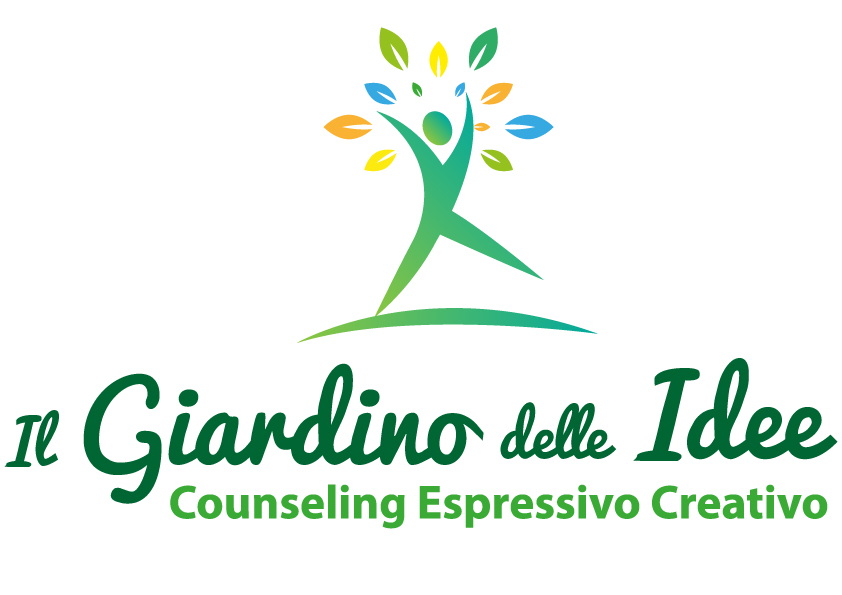 Il Giardino delle Idee
Counseling Espressivo Creativo